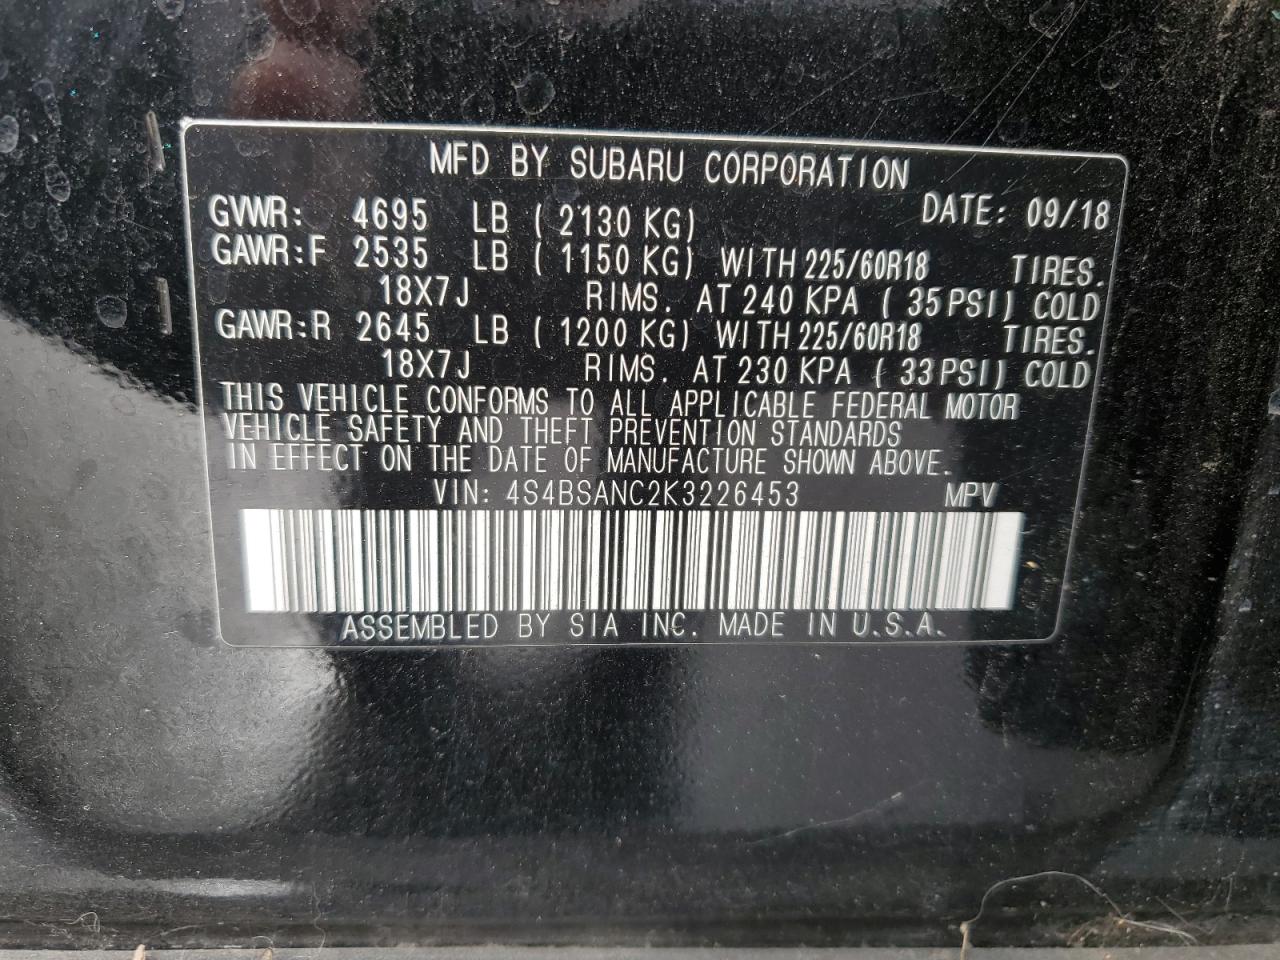 MFD BY SUBARU CORPORATION
GVWR: 4695 LB ( 2130 KG) DATE: 09/18
GAWR:F 2535 LB ( 1150 KG) WITH 225/60R18 TIRES.
18X7J RIMS. AT 240 KPA ( 35 PSI) COLD
GAWR:R 2645 LB ( 1200 KG) WITH 225/60R18 TIRES.
18X7J RIMS. AT 230 KPA ( 33 PSI) COLD
THIS VEHICLE CONFORMS TO ALL APPLICABLE FEDERAL MOTOR
VEHICLE SAFETY AND THEFT PREVENTION STANDARDS
IN EFFECT ON THE DATE OF MANUFACTURE SHOWN ABOVE.
VIN: 4S4BSANC2K3226453 MPV
ASSEMBLED BY SIA INC. MADE IN U.S.A.